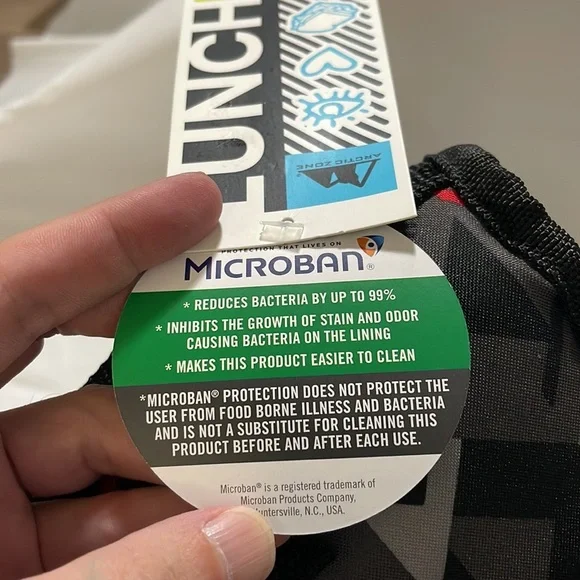 LUNCH
ARCTIC ZONE
PROTECTION THAT LIVES ON
MICROBAN®
* REDUCES BACTERIA BY UP TO 99%
* INHIBITS THE GROWTH OF STAIN AND ODOR
CAUSING BACTERIA ON THE LINING
* MAKES THIS PRODUCT EASIER TO CLEAN
*MICROBAN® PROTECTION DOES NOT PROTECT THE
USER FROM FOOD BORNE ILLNESS AND BACTERIA
AND IS NOT A SUBSTITUTE FOR CLEANING THIS
PRODUCT BEFORE AND AFTER EACH USE.
Microban® is a registered trademark of
Microban Products Company,
untersville, N.C., USA.